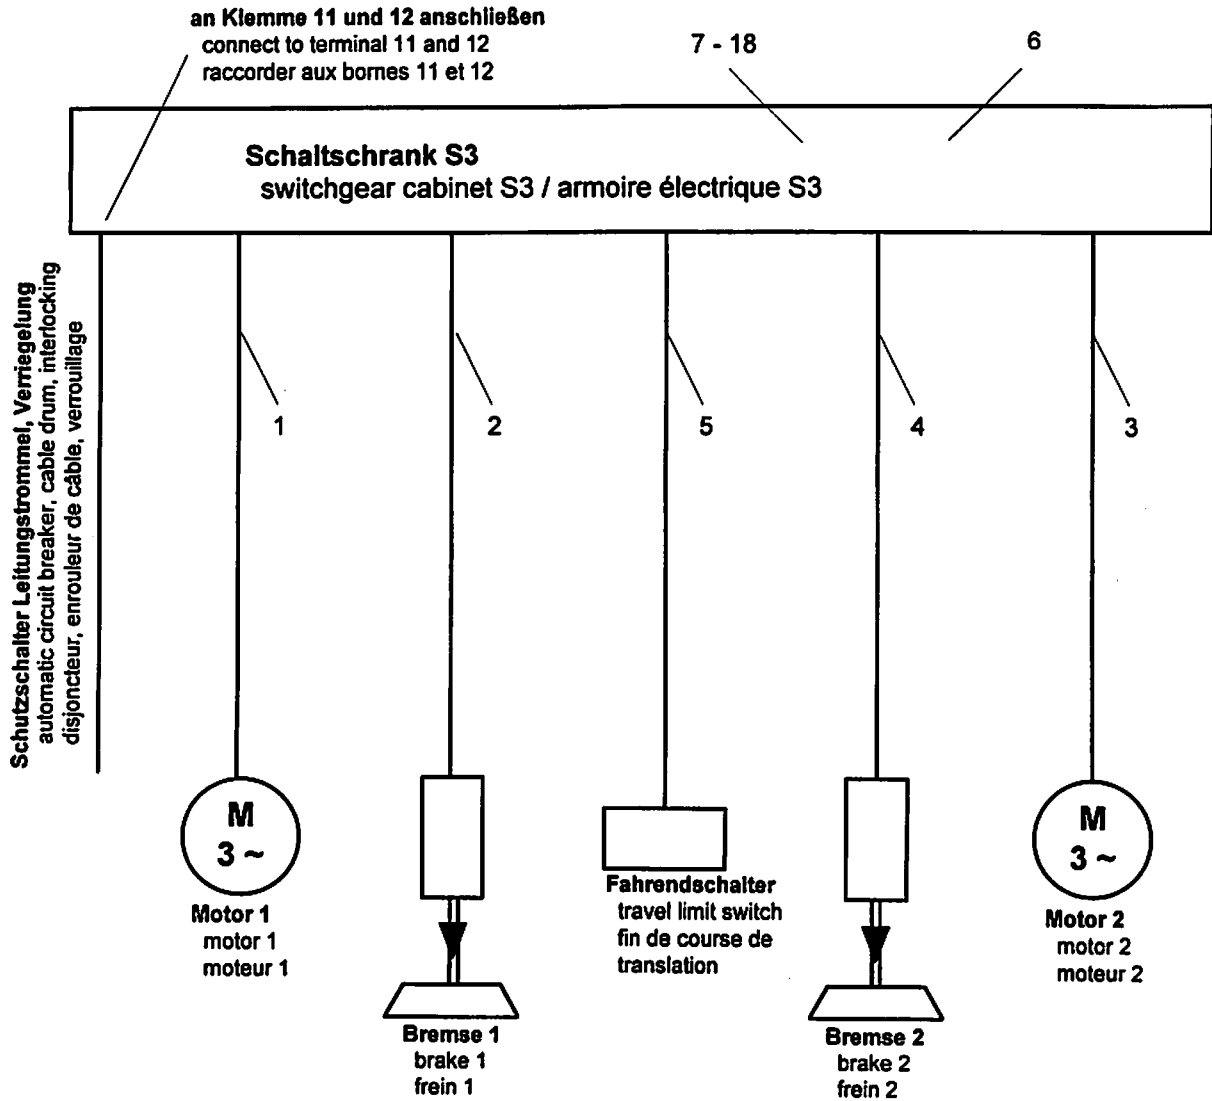 an Klemme 11 und 12 anschließen
connect to terminal 11 and 12
raccorder aux bornes 11 et 12
7 - 18
6
Schaltschrank S3
switchgear cabinet S3 / armoire électrique S3
Schutzschalter Leitungstrommel, Verriegelung
automatic circuit breaker, cable drum, interlocking
disjoncteur, enrouleur de câble, verrouillage
1
2
5
4
3
M
3 ~
Motor 1
motor 1
moteur 1
Bremse 1
brake 1
frein 1
Fahrendschalter
travel limit switch
fin de course de
translation
Bremse 2
brake 2
frein 2
M
3 ~
Motor 2
motor 2
moteur 2